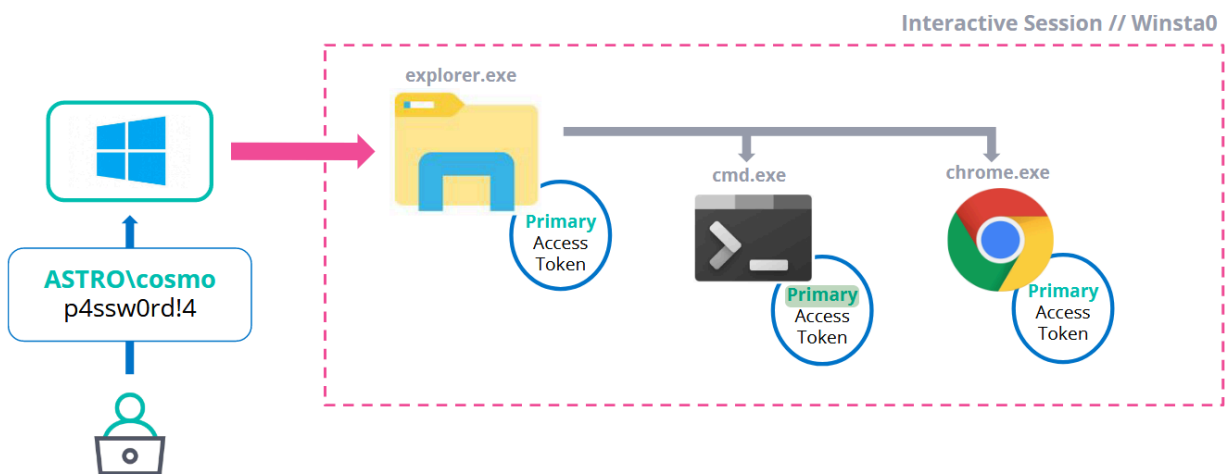 Interactive Session // Winsta0
explorer.exe
cmd.exe
chrome.exe
Primary
Access
Token
Primary
Access
Token
Primary
Access
Token
ASTRO\cosmo
p4ssw0rd!4